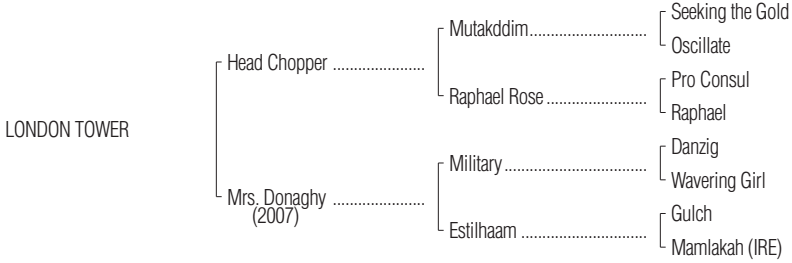 Seeking the Gold
Mutakddim..........................
Oscillate
Head Chopper ....................
Pro Consul
Raphael Rose ......................
Raphael
LONDON TOWER
Danzig
Military................................
Wavering Girl
Mrs. Donaghy ....................
(2007)
Gulch
Estilhaam ............................
Mamlakah (IRE)